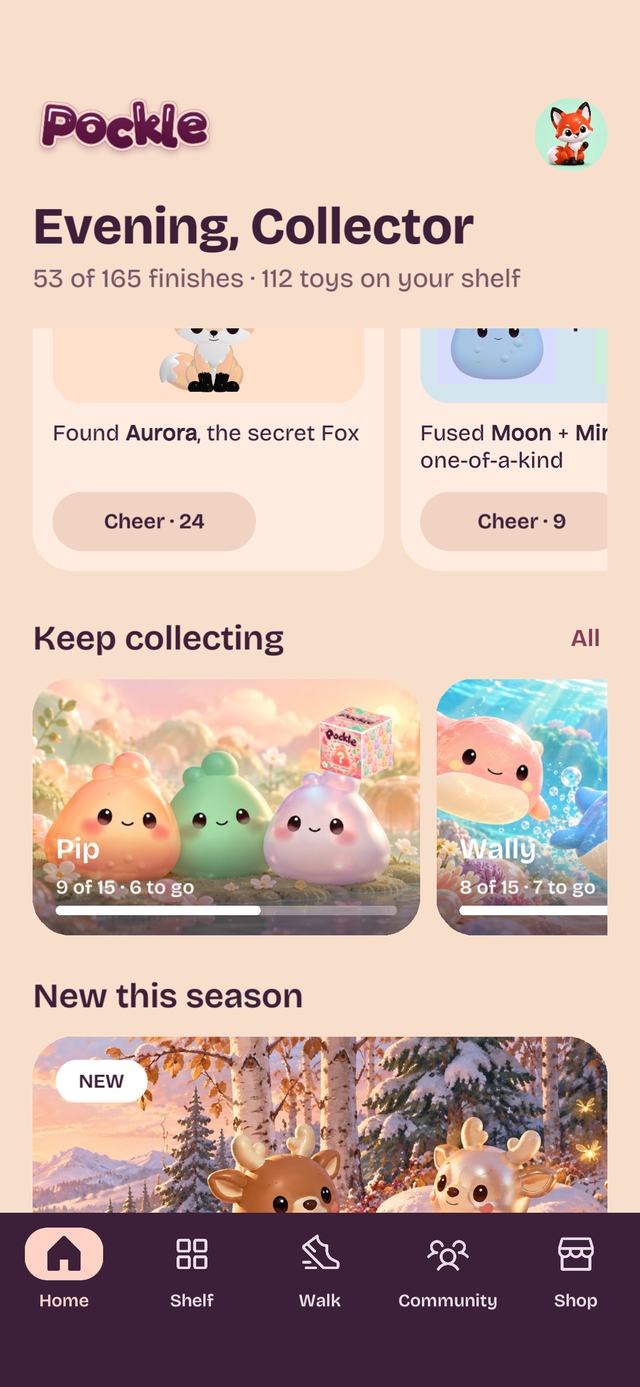 Pockle
Evening, Collector
53 of 165 finishes · 112 toys on your shelf
Found Aurora, the secret Fox
Fused Moon +
one-of-a-kind
Cheer · 24
Cheer · 9
Keep collecting
All
Pockle
Pockle
?
Pip
9 of 15 · 6 to go
Wally
8 of 15 · 7 to go
New this season
NEW
Home
Shelf
Walk
Community
Shop